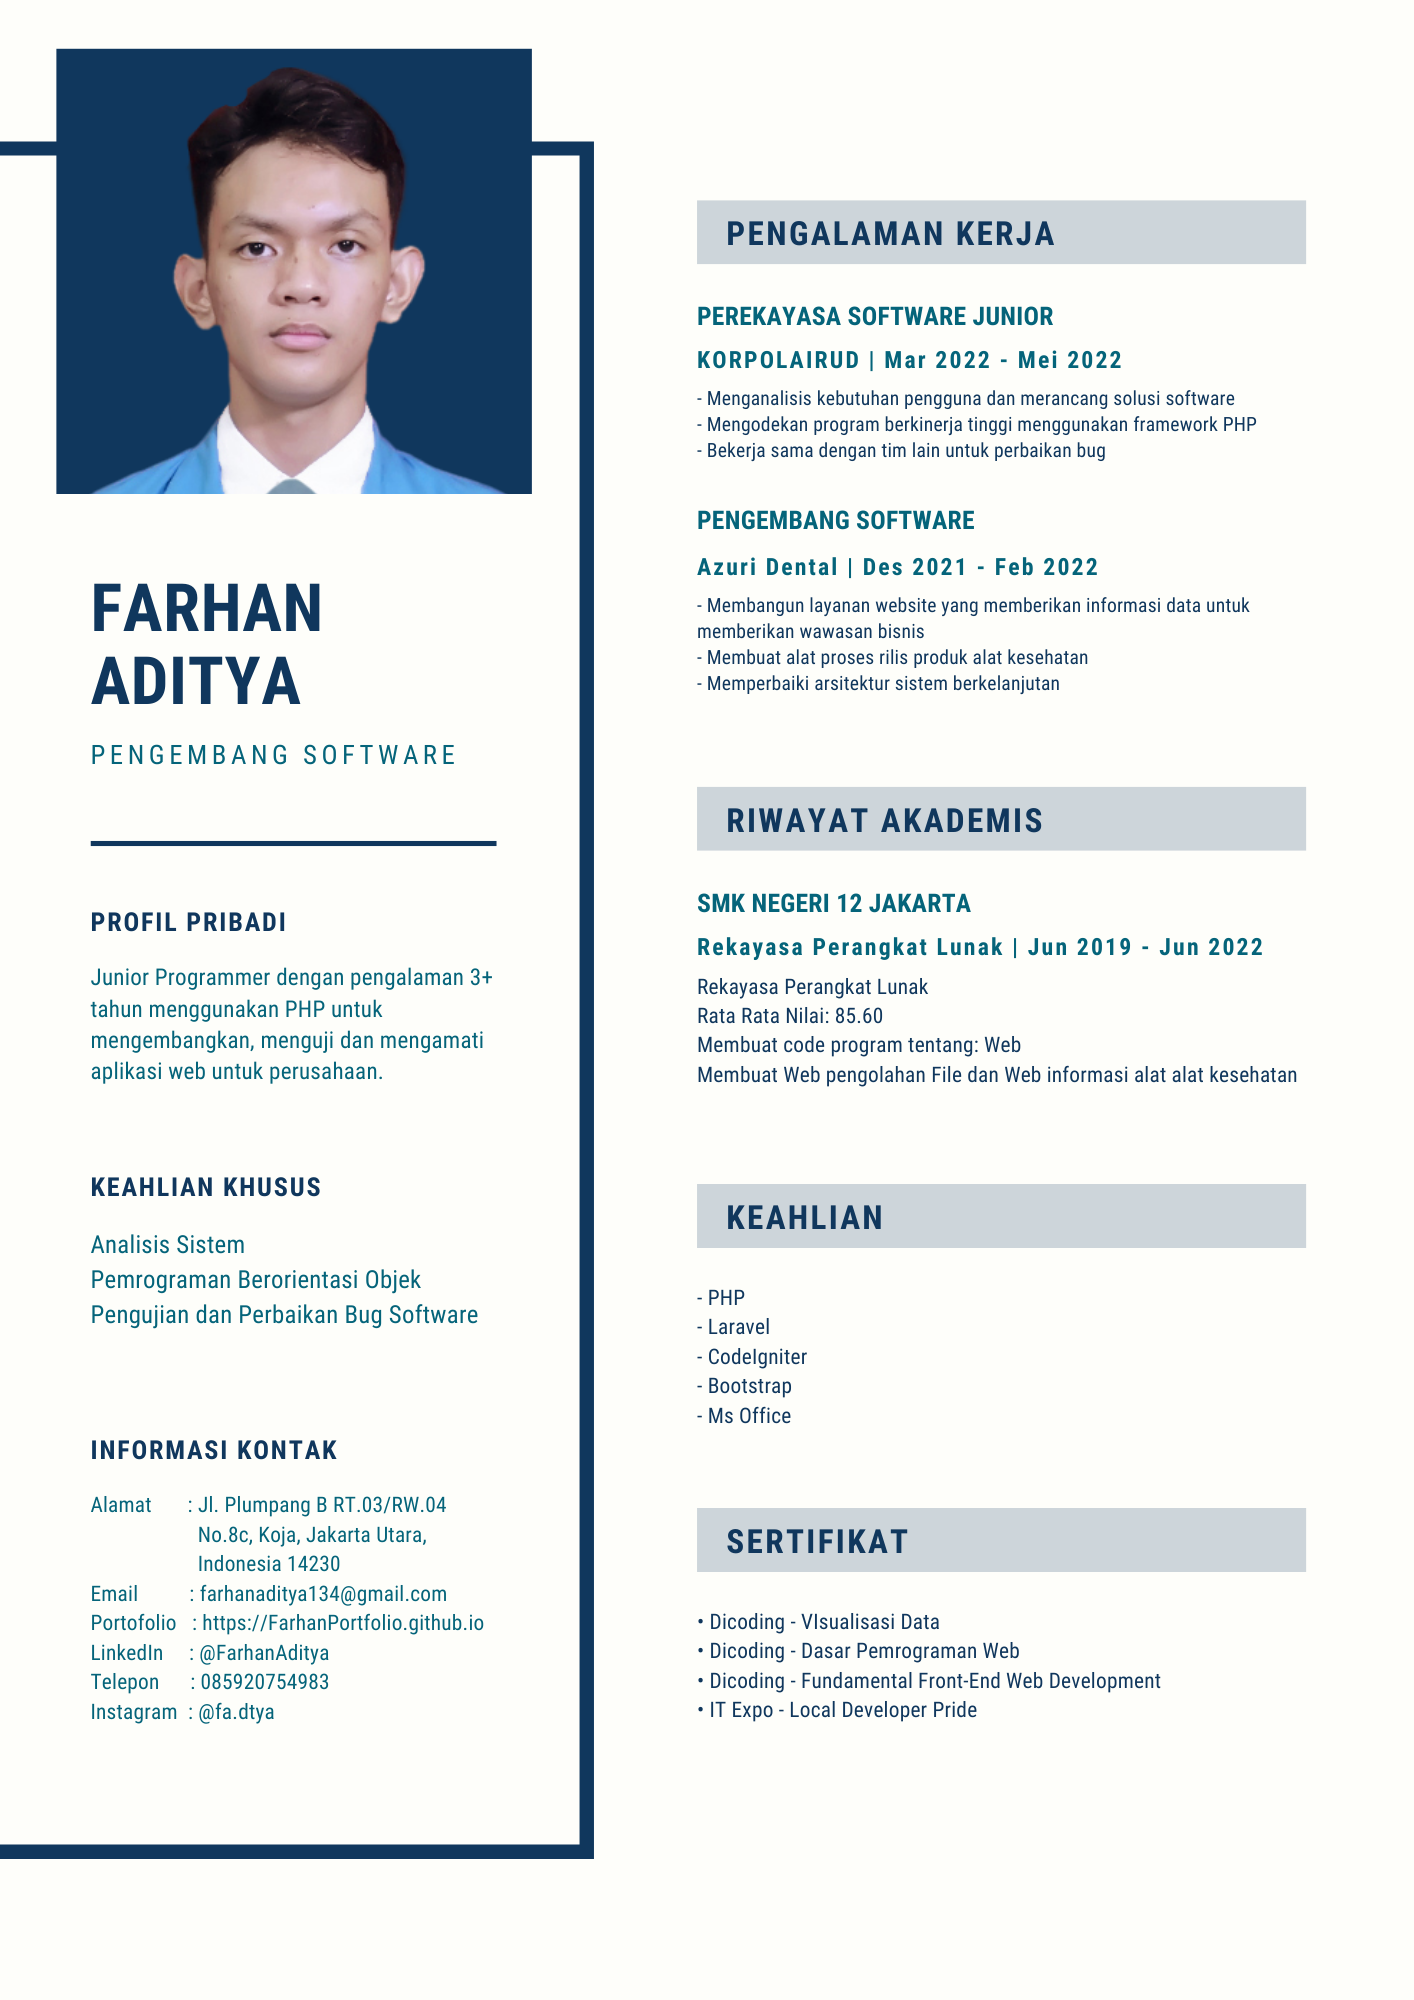 FARHAN
ADITYA
PENGEMBANG SOFTWARE
PROFIL PRIBADI
Junior Programmer dengan pengalaman 3+
tahun menggunakan PHP untuk
mengembangkan, menguji dan mengamati
aplikasi web untuk perusahaan.
KEAHLIAN KHUSUS
Analisis Sistem
Pemrograman Berorientasi Objek
Pengujian dan Perbaikan Bug Software
INFORMASI KONTAK
Alamat : Jl. Plumpang B RT.03/RW.04
No.8c, Koja, Jakarta Utara,
Indonesia 14230
Email : farhanaditya134@gmail.com
Portofolio : https://FarhanPortfolio.github.io
LinkedIn : @FarhanAditya
Telepon : 085920754983
Instagram : @fa.dtya
PENGALAMAN KERJA
PEREKAYASA SOFTWARE JUNIOR
KORPOLAIRUD | Mar 2022 - Mei 2022
- Menganalisis kebutuhan pengguna dan merancang solusi software
- Mengodekan program berkinerja tinggi menggunakan framework PHP
- Bekerja sama dengan tim lain untuk perbaikan bug
PENGEMBANG SOFTWARE
Azuri Dental | Des 2021 - Feb 2022
- Membangun layanan website yang memberikan informasi data untuk
memberikan wawasan bisnis
- Membuat alat proses rilis produk alat kesehatan
- Memperbaiki arsitektur sistem berkelanjutan
RIWAYAT AKADEMIS
SMK NEGERI 12 JAKARTA
Rekayasa Perangkat Lunak | Jun 2019 - Jun 2022
Rekayasa Perangkat Lunak
Rata Rata Nilai: 85.60
Membuat code program tentang: Web
Membuat Web pengolahan File dan Web informasi alat alat kesehatan
KEAHLIAN
- PHP
- Laravel
- CodeIgniter
- Bootstrap
- Ms Office
SERTIFIKAT
• Dicoding - VIsualisasi Data
• Dicoding - Dasar Pemrograman Web
• Dicoding - Fundamental Front-End Web Development
• IT Expo - Local Developer Pride